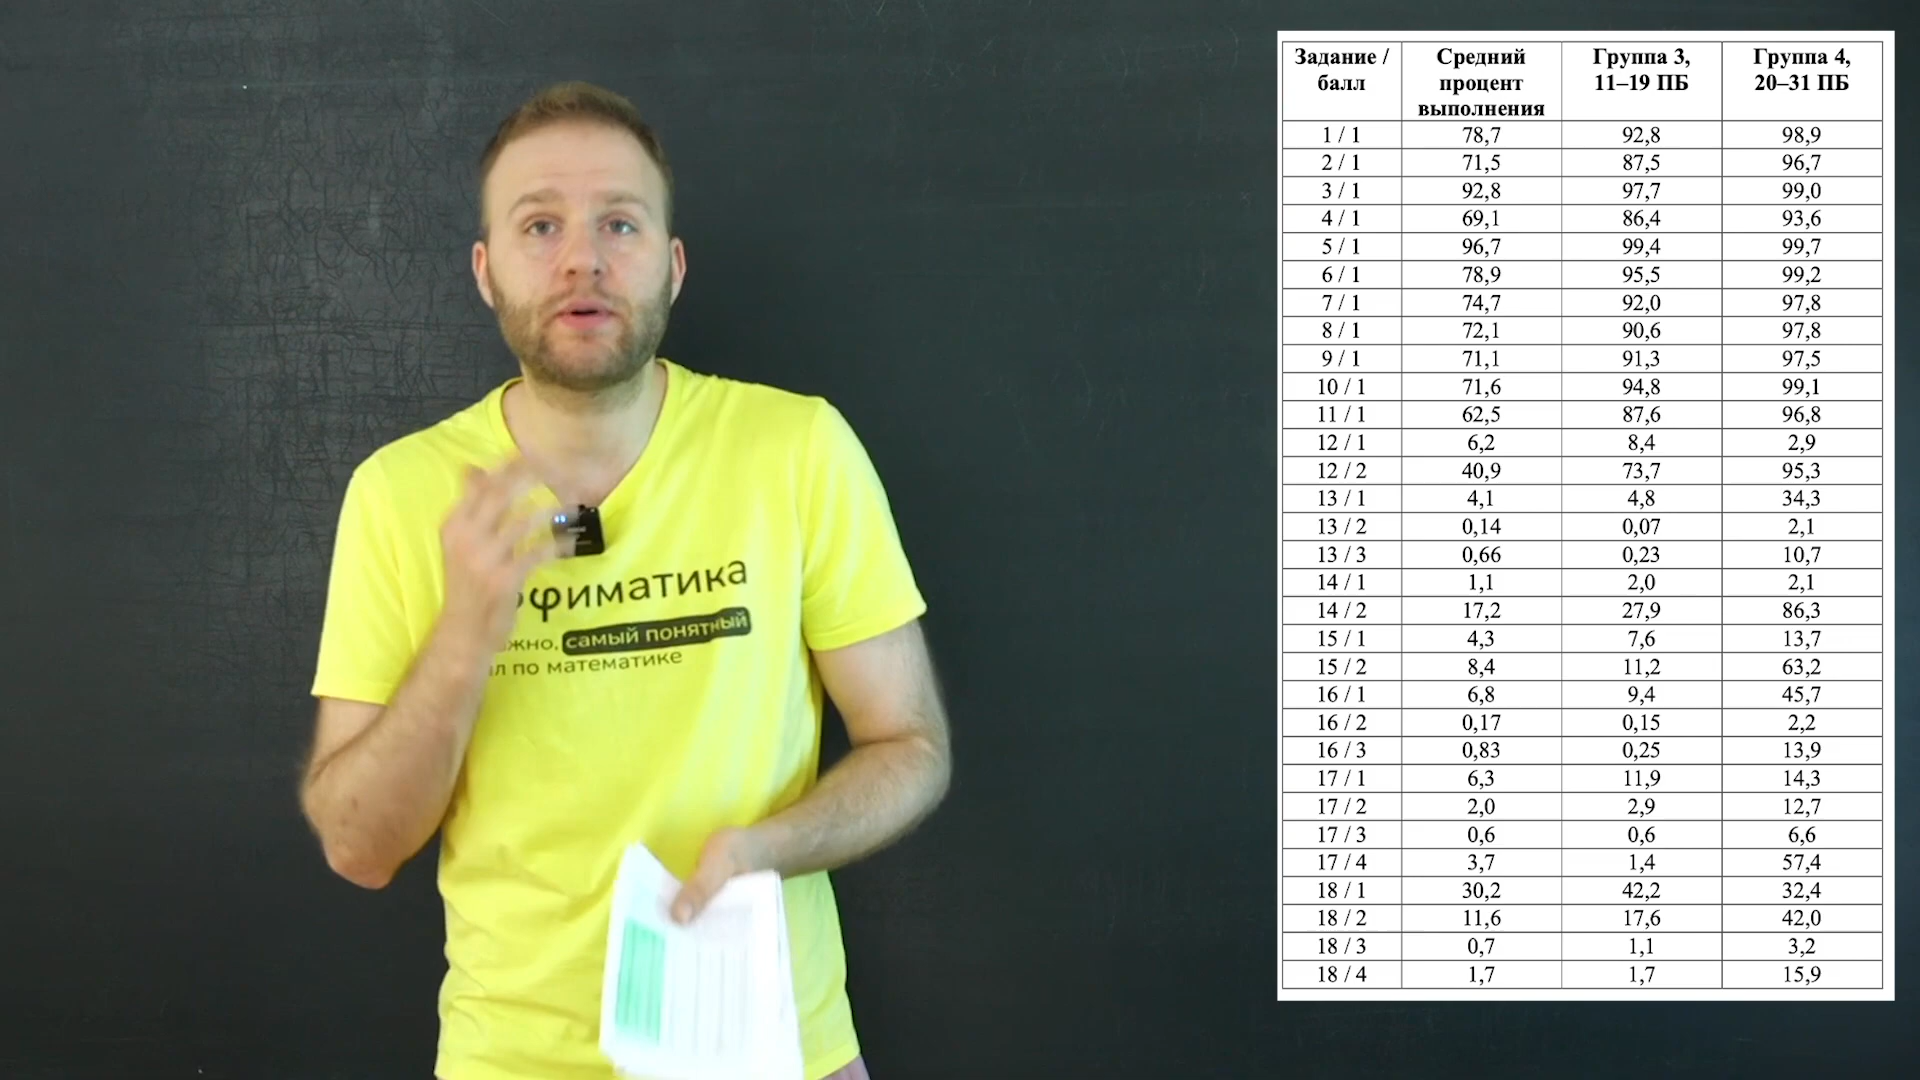 Задание / балл | Средний процент выполнения | Группа 3, 11–19 ПБ | Группа 4, 20–31 ПБ
1 / 1 | 78,7 | 92,8 | 98,9
2 / 1 | 71,5 | 87,5 | 96,7
3 / 1 | 92,8 | 97,7 | 99,0
4 / 1 | 69,1 | 86,4 | 93,6
5 / 1 | 96,7 | 99,4 | 99,7
6 / 1 | 78,9 | 95,5 | 99,2
7 / 1 | 74,7 | 92,0 | 97,8
8 / 1 | 72,1 | 90,6 | 97,8
9 / 1 | 71,1 | 91,3 | 97,5
10 / 1 | 71,6 | 94,8 | 99,1
11 / 1 | 62,5 | 87,6 | 96,8
12 / 1 | 6,2 | 8,4 | 2,9
12 / 2 | 40,9 | 73,7 | 95,3
13 / 1 | 4,1 | 4,8 | 34,3
13 / 2 | 0,14 | 0,07 | 2,1
13 / 3 | 0,66 | 0,23 | 10,7
14 / 1 | 1,1 | 2,0 | 2,1
14 / 2 | 17,2 | 27,9 | 86,3
15 / 1 | 4,3 | 7,6 | 13,7
15 / 2 | 8,4 | 11,2 | 63,2
16 / 1 | 6,8 | 9,4 | 45,7
16 / 2 | 0,17 | 0,15 | 2,2
16 / 3 | 0,83 | 0,25 | 13,9
17 / 1 | 6,3 | 11,9 | 14,3
17 / 2 | 2,0 | 2,9 | 12,7
17 / 3 | 0,6 | 0,6 | 6,6
17 / 4 | 3,7 | 1,4 | 57,4
18 / 1 | 30,2 | 42,2 | 32,4
18 / 2 | 11,6 | 17,6 | 42,0
18 / 3 | 0,7 | 1,1 | 3,2
18 / 4 | 1,7 | 1,7 | 15,9
φиматика
жно, самый понятный
л по математике